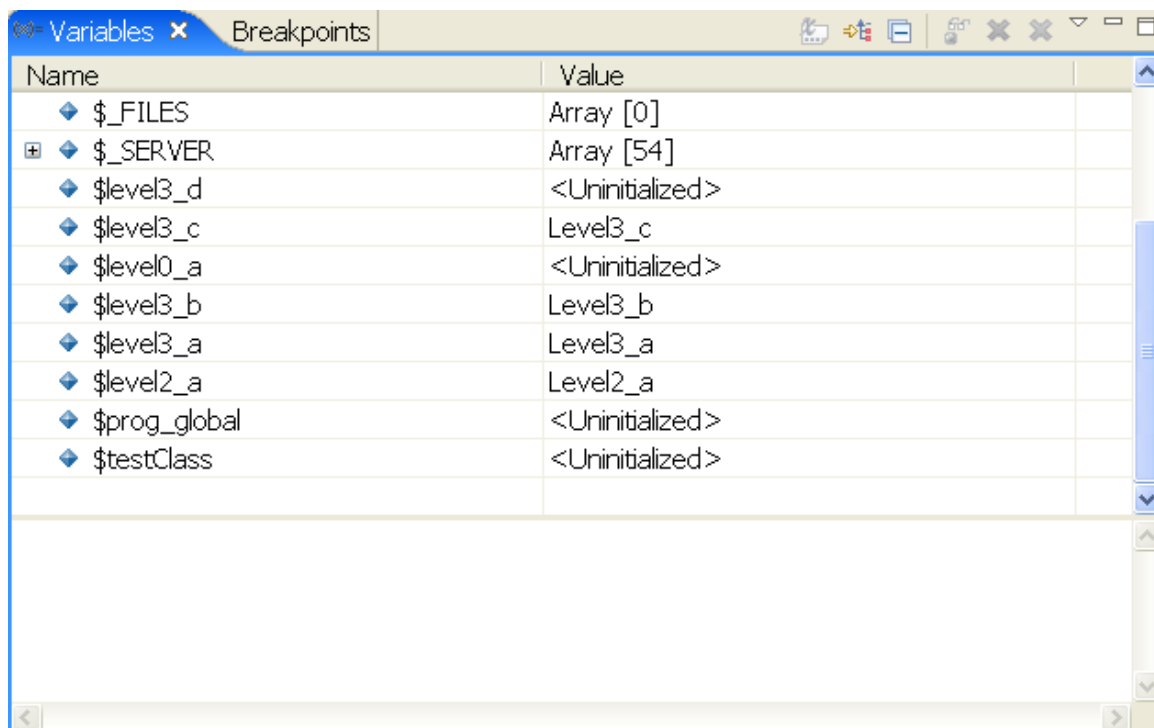 (x)= Variables Breakpoints
Name Value
$_FILES Array [0]
$_SERVER Array [54]
$level3_d <Uninitialized>
$level3_c Level3_c
$level0_a <Uninitialized>
$level3_b Level3_b
$level3_a Level3_a
$level2_a Level2_a
$prog_global <Uninitialized>
$testClass <Uninitialized>